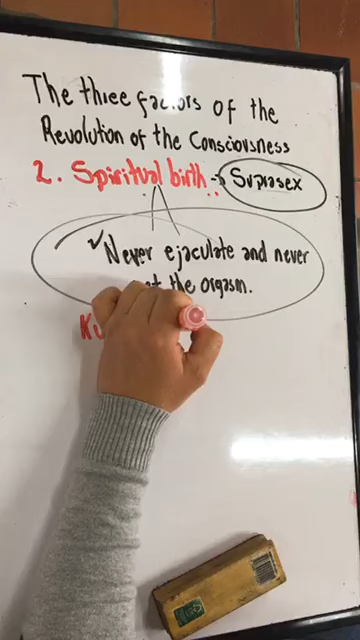 The three factors of the
Revolution of the Consciousness
2. Spiritual birth → Suprasex
✓ Never ejaculate and never
the orgasm.